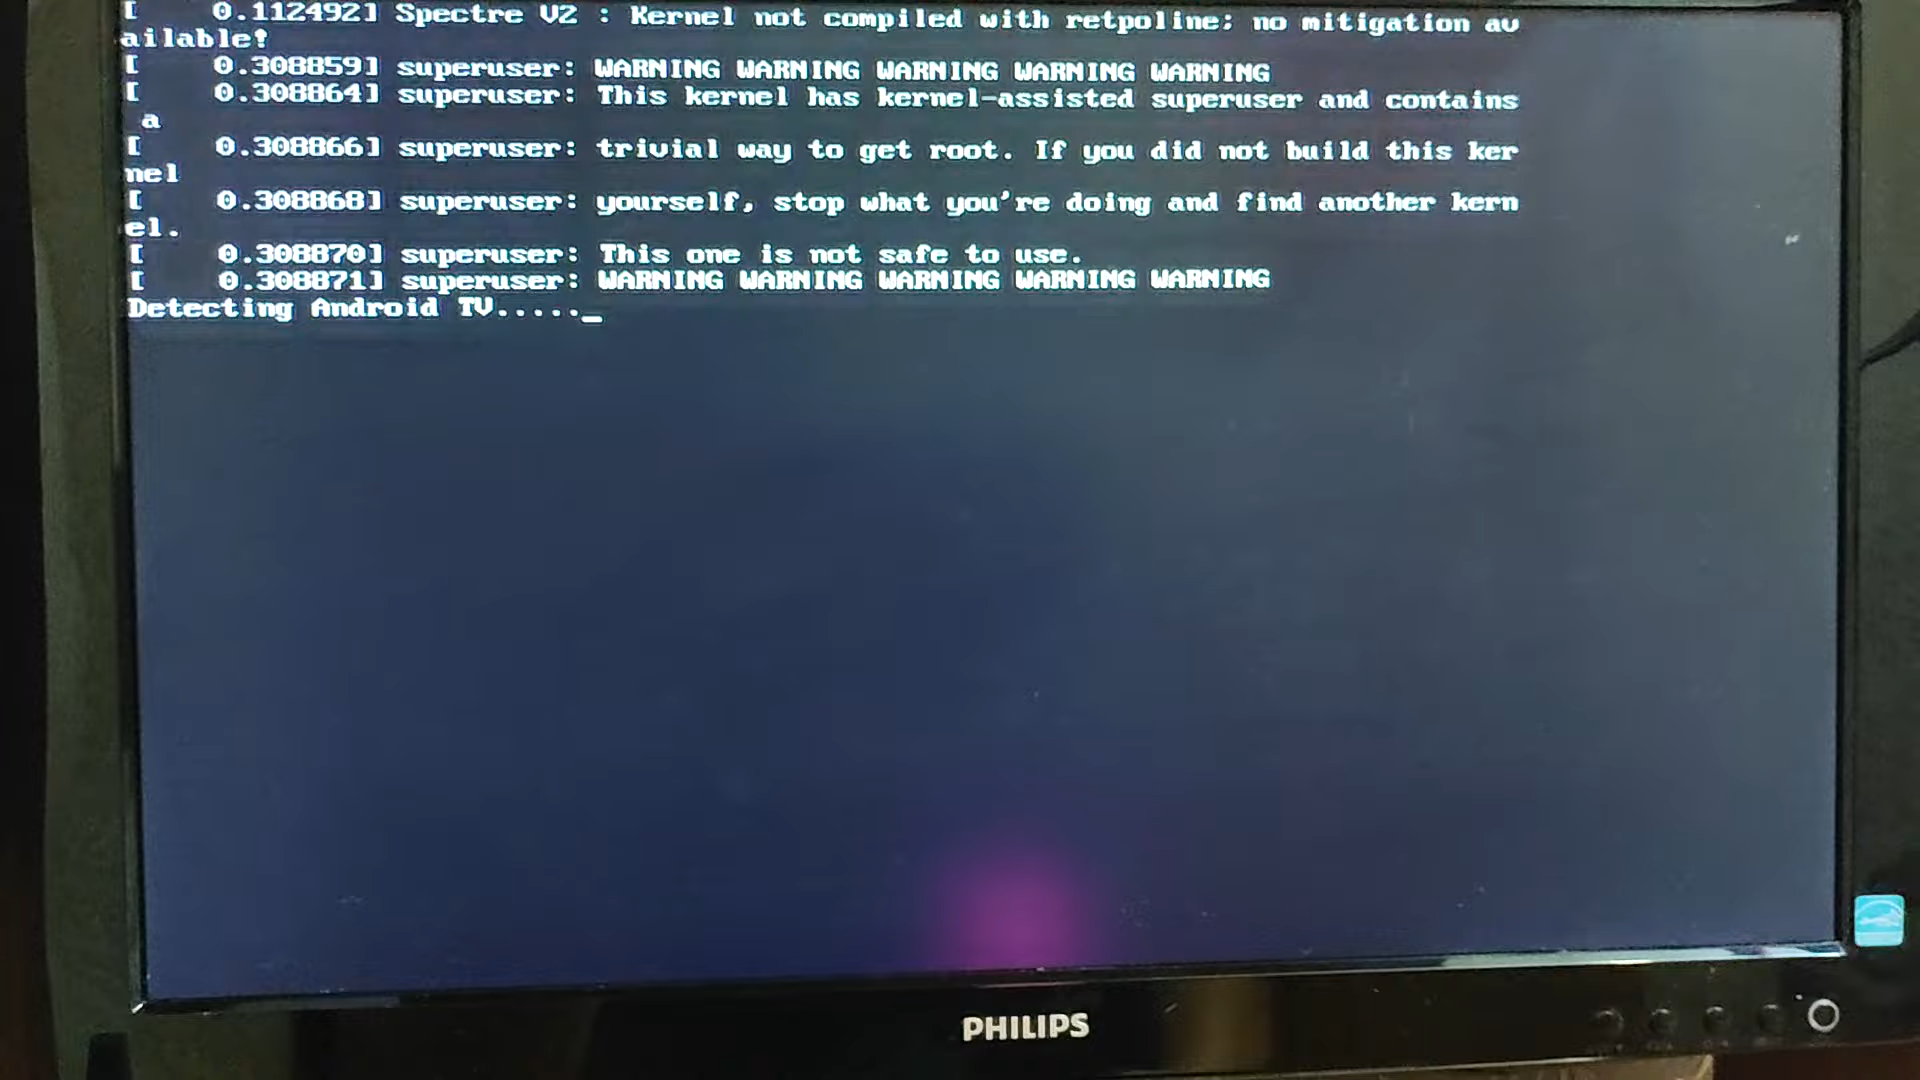 [    0.112492] Spectre V2 : Kernel not compiled with retpoline; no mitigation av
ailable!
[    0.308859] superuser: WARNING WARNING WARNING WARNING WARNING
[    0.308864] superuser: This kernel has kernel-assisted superuser and contains
 a
[    0.308866] superuser: trivial way to get root. If you did not build this ker
nel
[    0.308868] superuser: yourself, stop what you're doing and find another kern
el.
[    0.308870] superuser: This one is not safe to use.
[    0.308871] superuser: WARNING WARNING WARNING WARNING WARNING
Detecting Android TV....._
PHILIPS